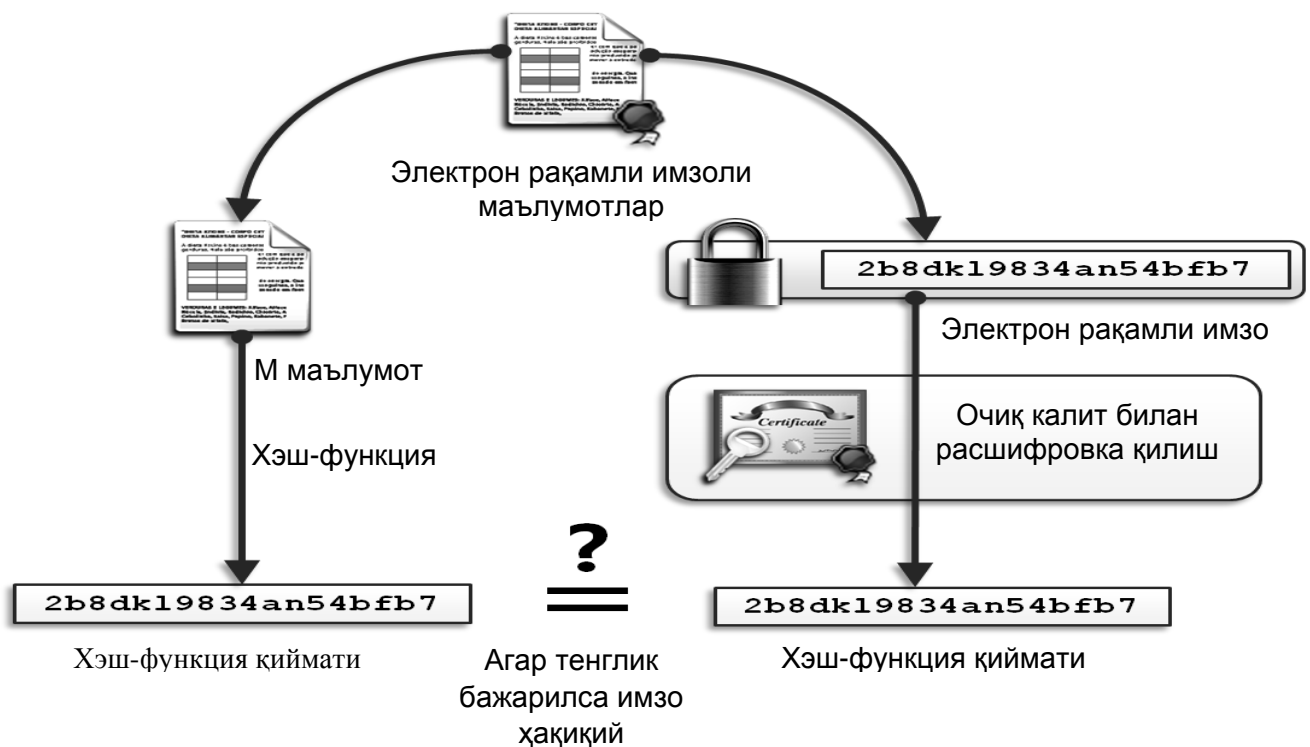 Электрон рақамли имзоли
маълумотлар
2b8dk19834an54bfb7
Электрон рақамли имзо
М маълумот
Certificate
Очиқ калит билан
расшифровка қилиш
Хэш-функция
?
=
2b8dk19834an54bfb7
2b8dk19834an54bfb7
Хэш-функция қиймати
Агар тенглик
бажарилса имзо
ҳақиқий
Хэш-функция қиймати